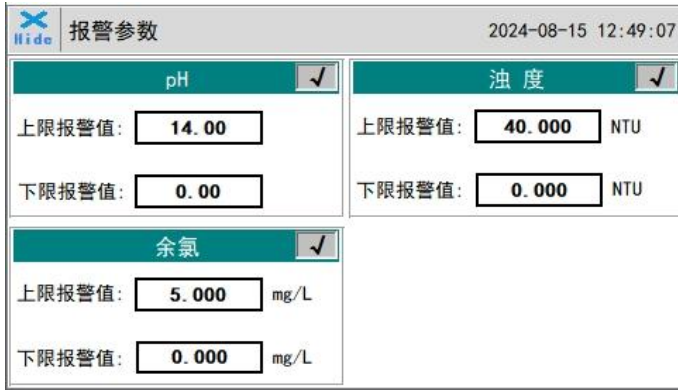 Hide 报警参数 2024-08-15 12:49:07
pH √
上限报警值: 14.00
下限报警值: 0.00
浊 度 √
上限报警值: 40.000 NTU
下限报警值: 0.000 NTU
余氯 √
上限报警值: 5.000 mg/L
下限报警值: 0.000 mg/L